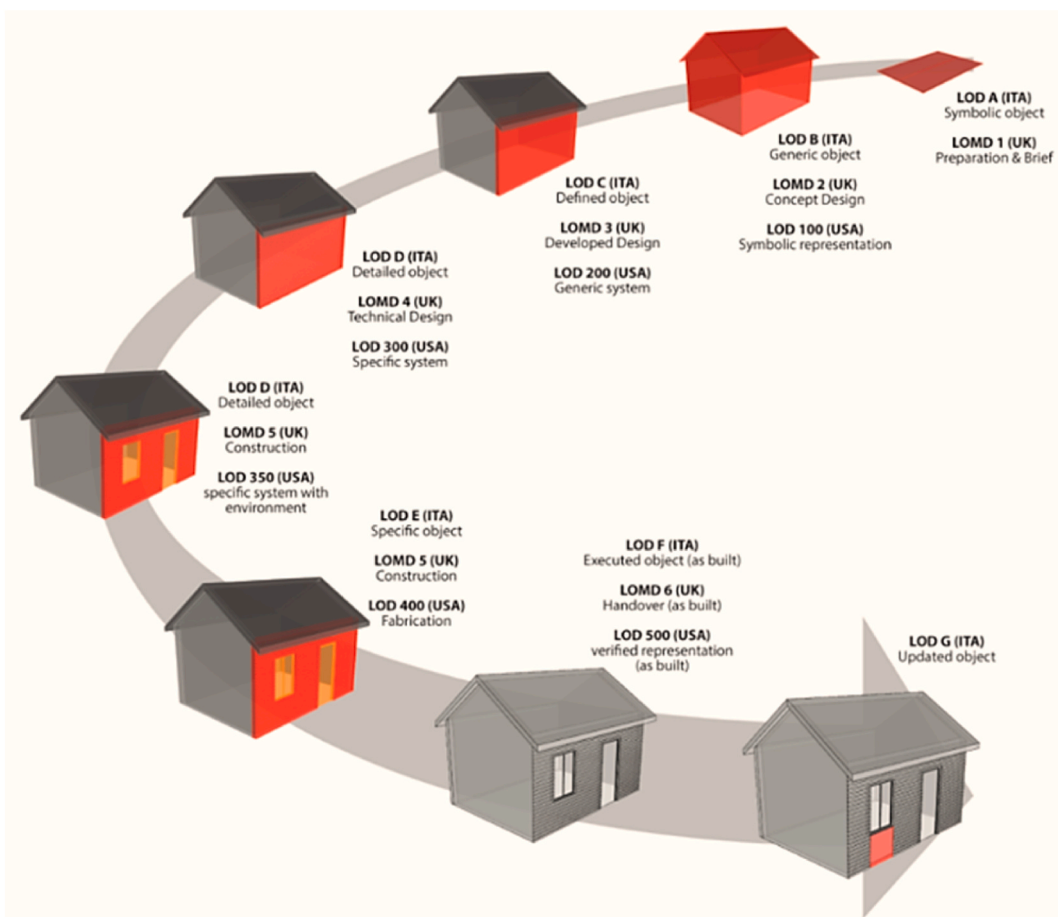 LOD A (ITA)
Symbolic object
LOMD 1 (UK)
Preparation & Brief
LOD B (ITA)
Generic object
LOMD 2 (UK)
Concept Design
LOD 100 (USA)
Symbolic representation
LOD C (ITA)
Defined object
LOMD 3 (UK)
Developed Design
LOD 200 (USA)
Generic system
LOD D (ITA)
Detailed object
LOMD 4 (UK)
Technical Design
LOD 300 (USA)
Specific system
LOD D (ITA)
Detailed object
LOMD 5 (UK)
Construction
LOD 350 (USA)
specific system with
environment
LOD E (ITA)
Specific object
LOMD 5 (UK)
Construction
LOD 400 (USA)
Fabrication
LOD F (ITA)
Executed object (as built)
LOMD 6 (UK)
Handover (as built)
LOD 500 (USA)
verified representation
(as built)
LOD G (ITA)
Updated object